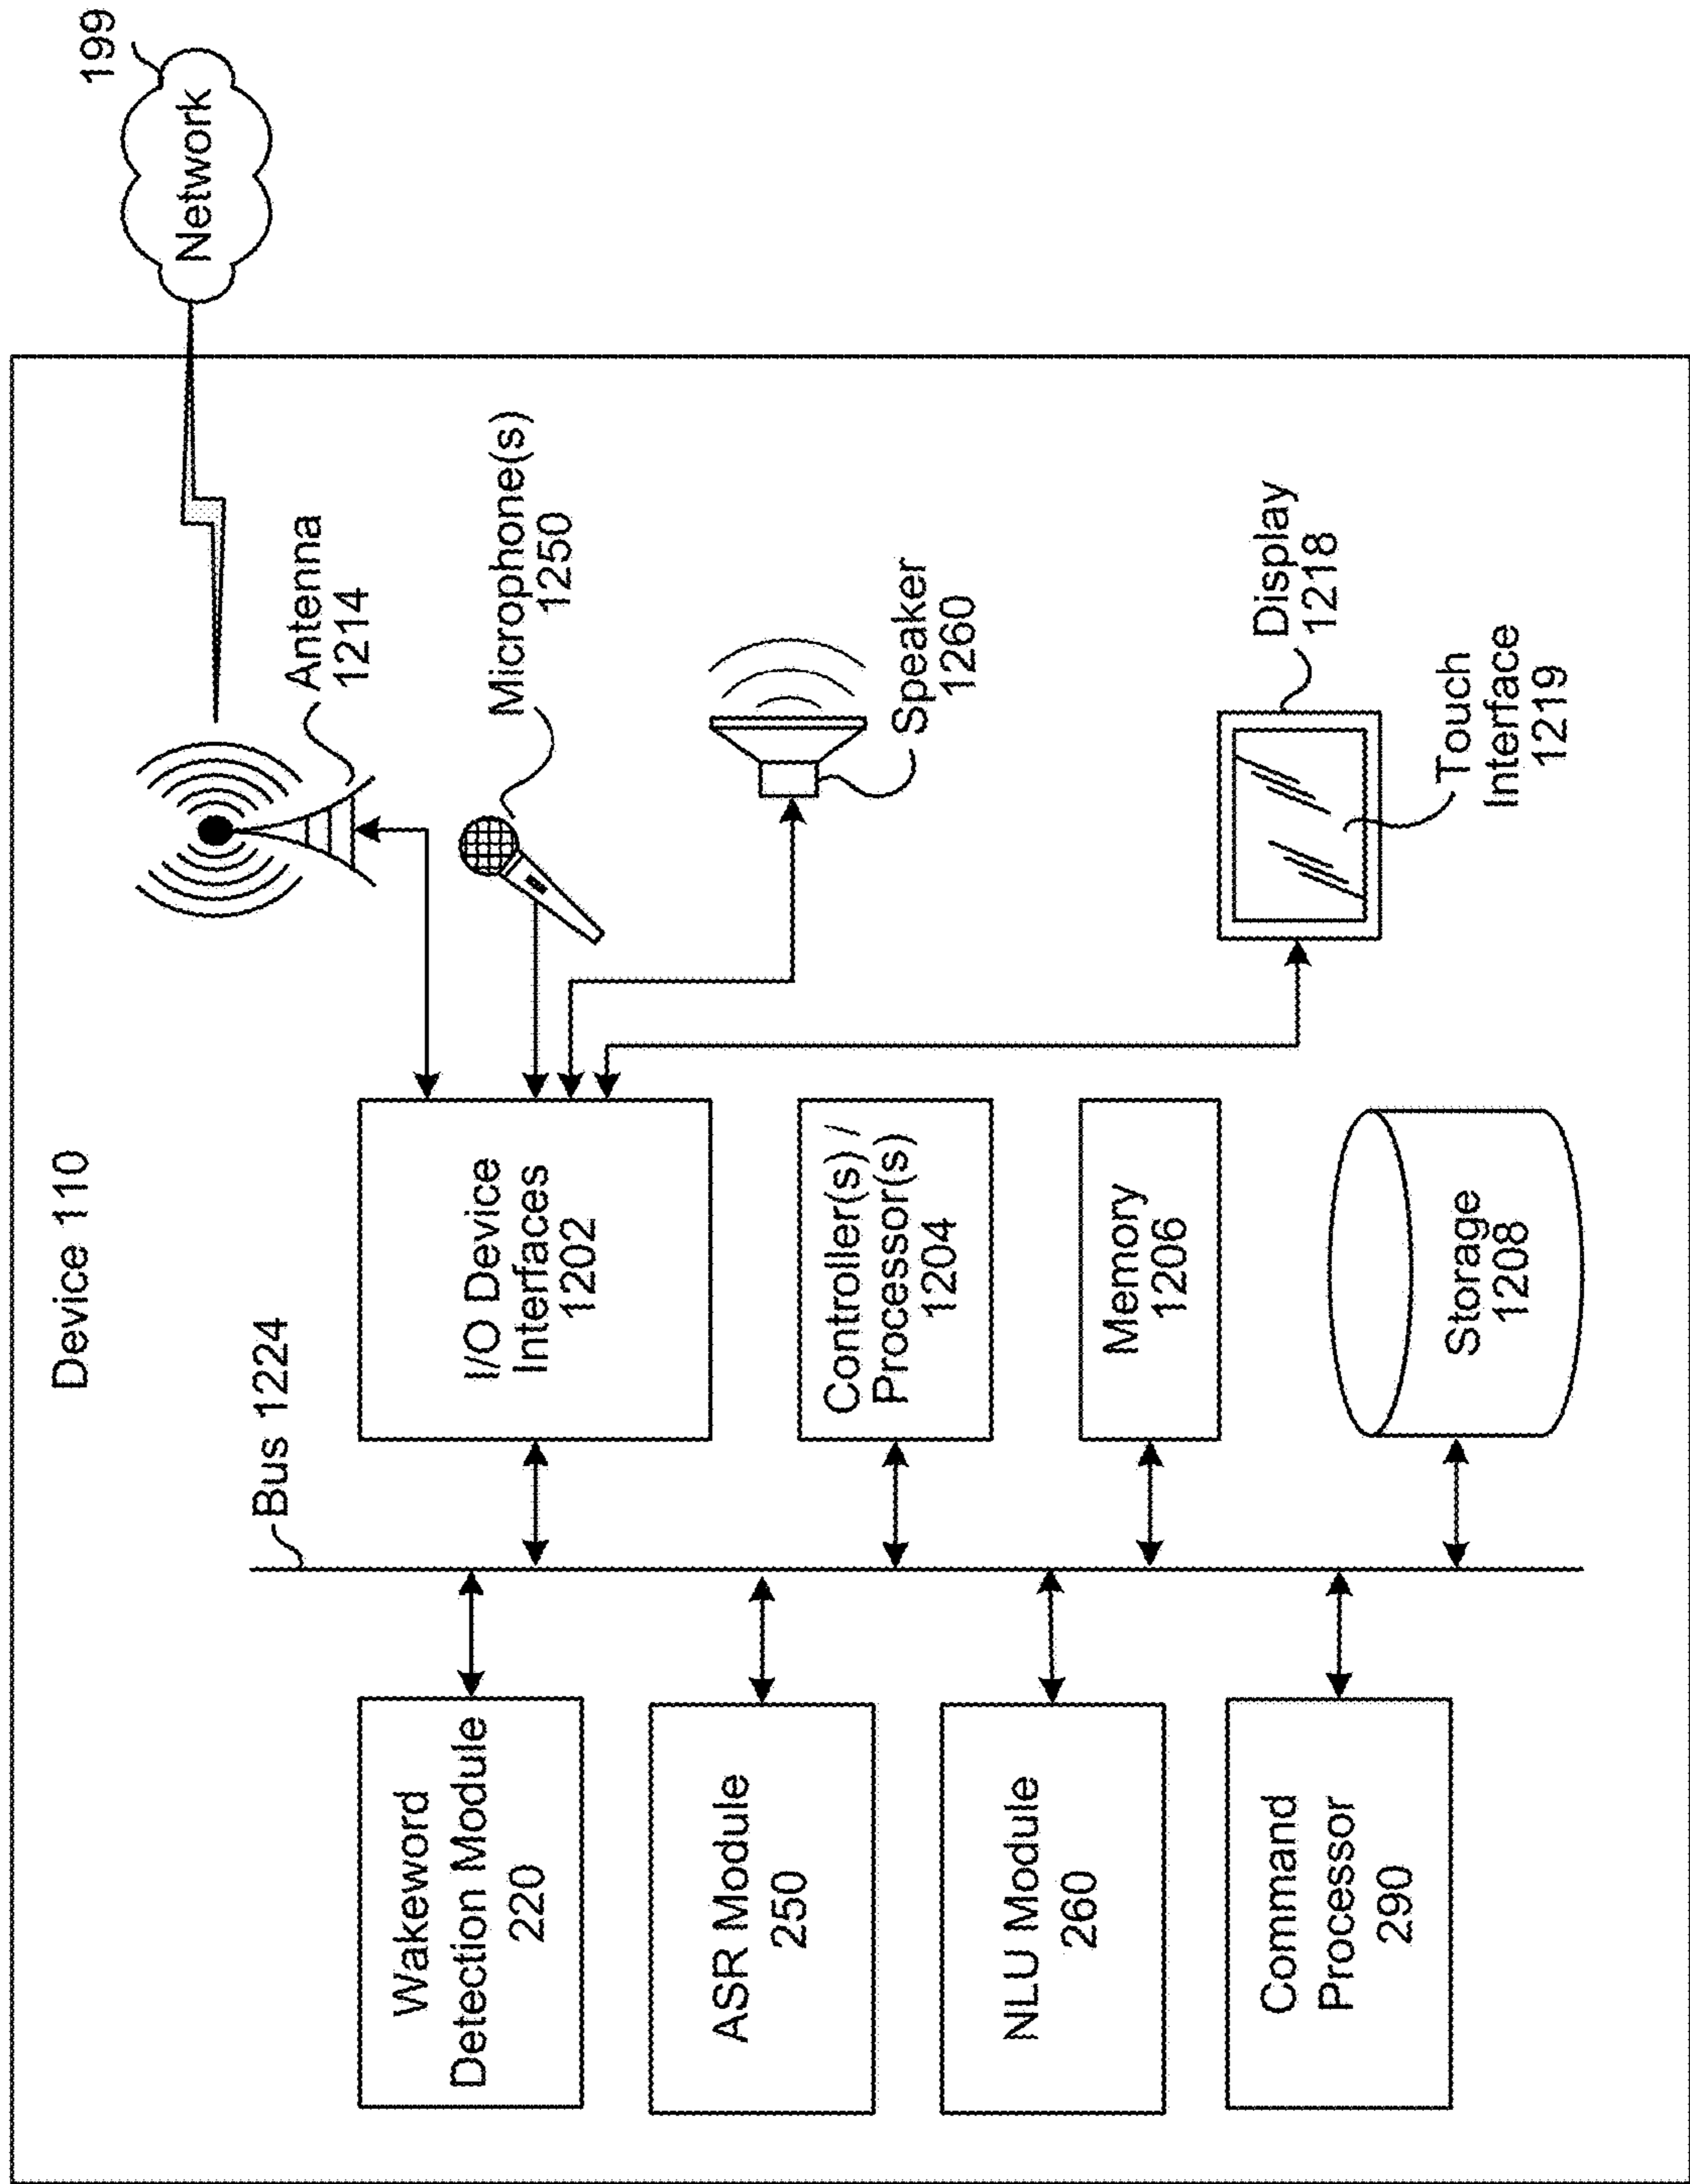 Device 110
Bus 1224
Wakeword
Detection Module
220
ASR Module
250
NLU Module
260
Command
Processor
290
I/O Device
Interfaces
1202
Controller(s) /
Processor(s)
1204
Memory
1206
Storage
1208
Antenna
1214
Microphone(s)
1250
Speaker
1260
Display
1218
Touch
Interface
1219
Network
199